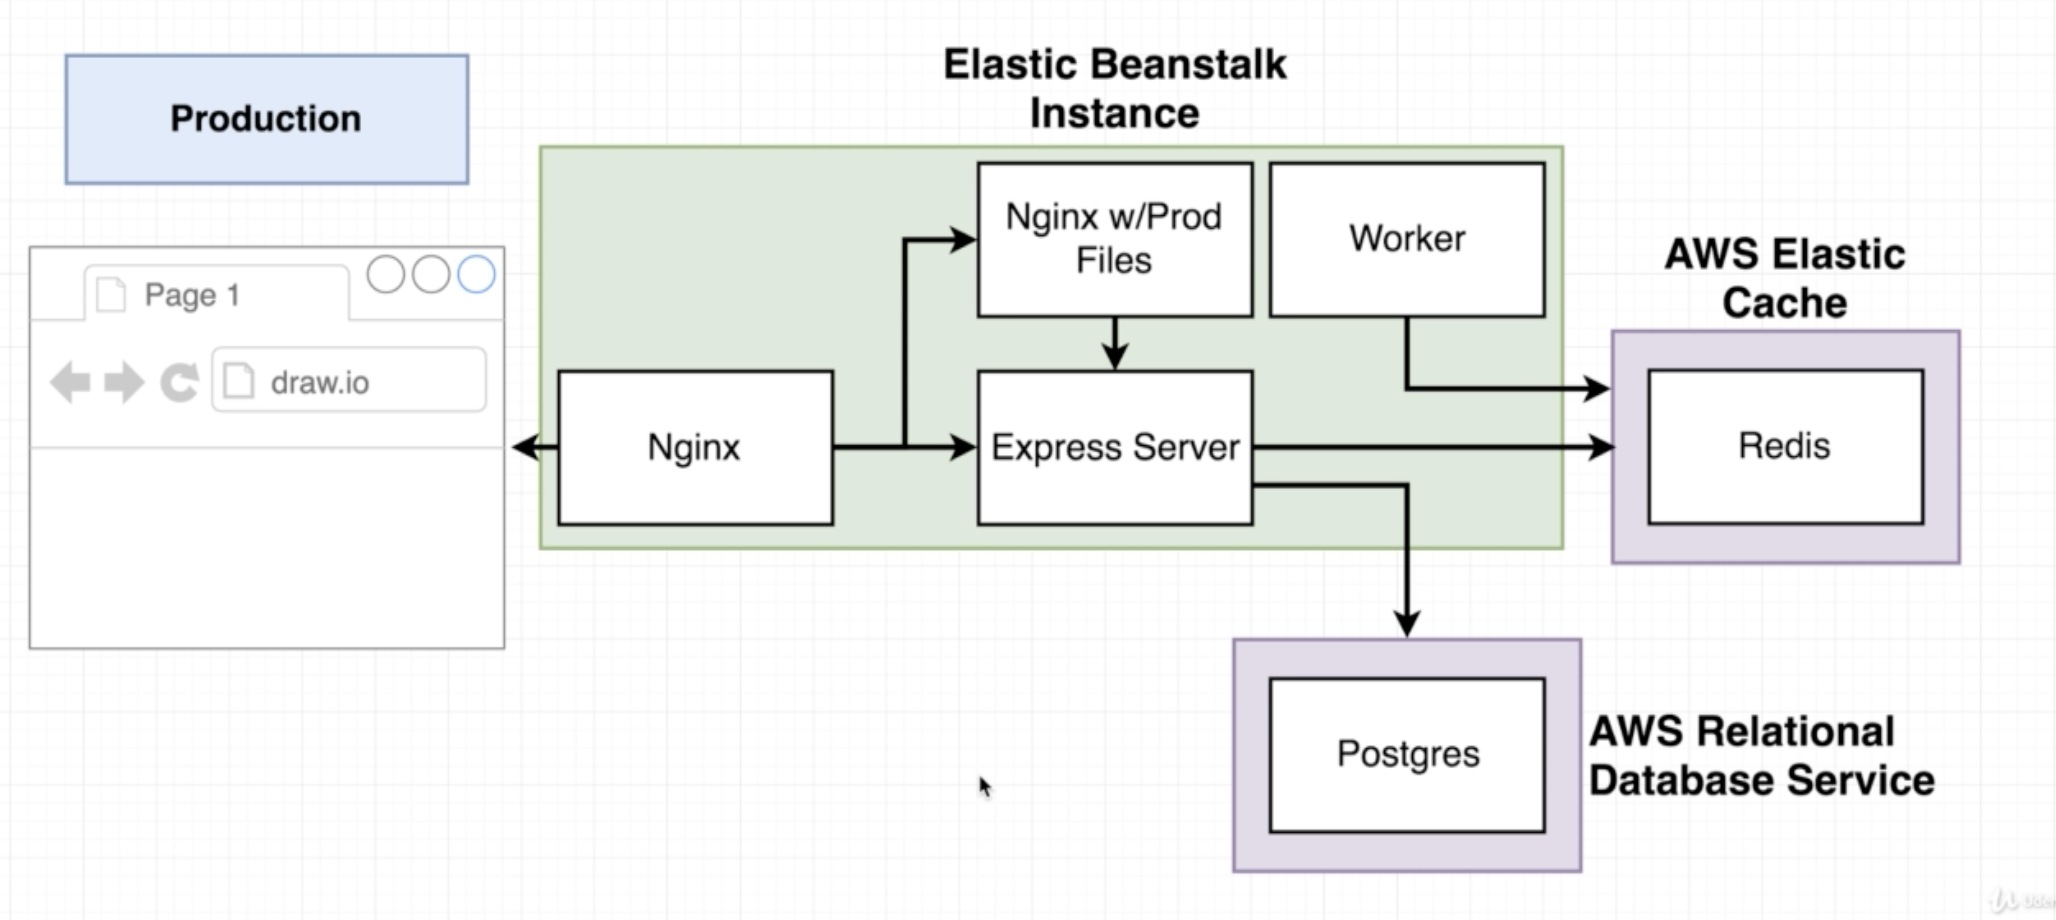 Production
Elastic Beanstalk
Instance
Nginx w/Prod
Files
Worker
AWS Elastic
Cache
Page 1
draw.io
Nginx
Express Server
Redis
Postgres
AWS Relational
Database Service